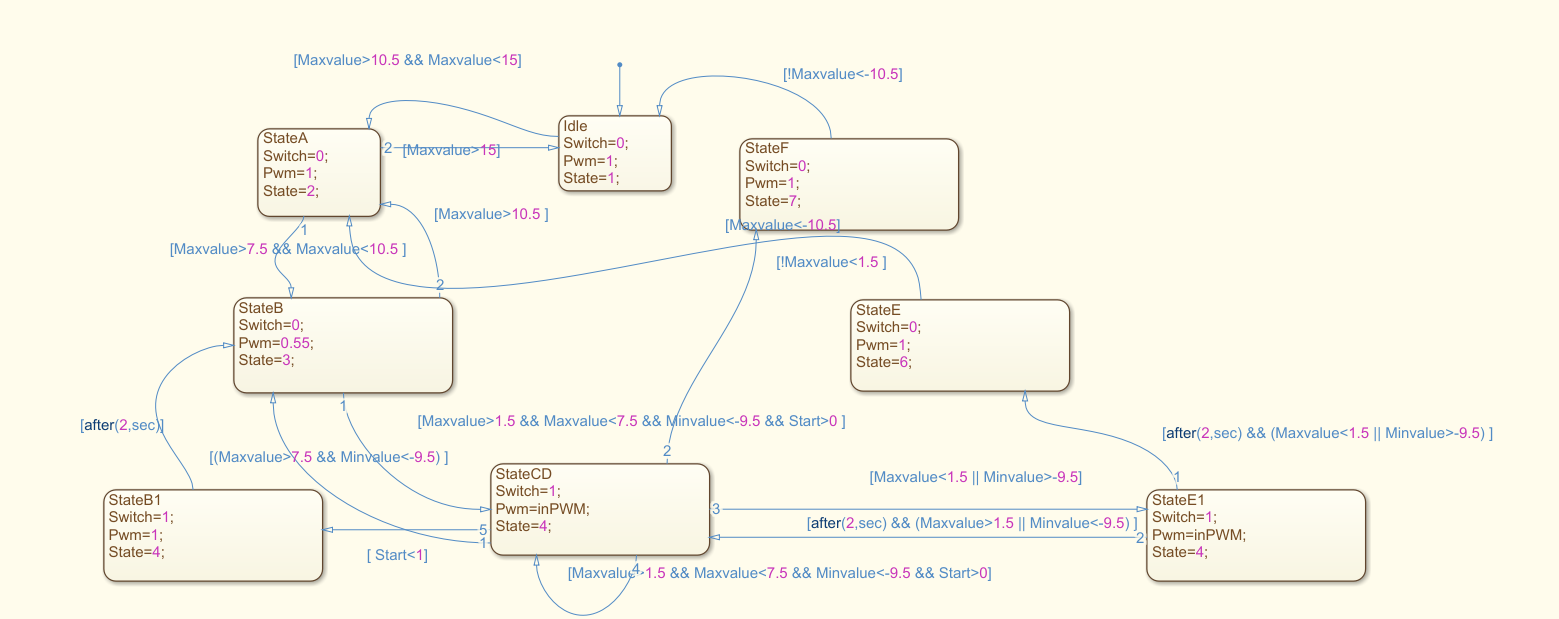 [Maxvalue>10.5 && Maxvalue<15]
[!Maxvalue<-10.5]
Idle
Switch=0;
Pwm=1;
State=1;
StateA
Switch=0;
Pwm=1;
State=2;
2
[Maxvalue>15]
StateF
Switch=0;
Pwm=1;
State=7;
[Maxvalue>10.5 ]
[Maxvalue<-10.5]
1
[Maxvalue>7.5 && Maxvalue<10.5 ]
[!Maxvalue<1.5 ]
2
StateB
Switch=0;
Pwm=0.55;
State=3;
StateE
Switch=0;
Pwm=1;
State=6;
1
[after(2,sec)]
[Maxvalue>1.5 && Maxvalue<7.5 && Minvalue<-9.5 && Start>0 ]
[after(2,sec) && (Maxvalue<1.5 || Minvalue>-9.5) ]
[(Maxvalue>7.5 && Minvalue<-9.5) ]
2
StateCD
Switch=1;
Pwm=inPWM;
State=4;
[Maxvalue<1.5 || Minvalue>-9.5]
1
StateB1
Switch=1;
Pwm=1;
State=4;
StateE1
Switch=1;
Pwm=inPWM;
State=4;
3
[after(2,sec) && (Maxvalue>1.5 || Minvalue<-9.5) ]
5
2
1
[ Start<1]
4
[Maxvalue>1.5 && Maxvalue<7.5 && Minvalue<-9.5 && Start>0]